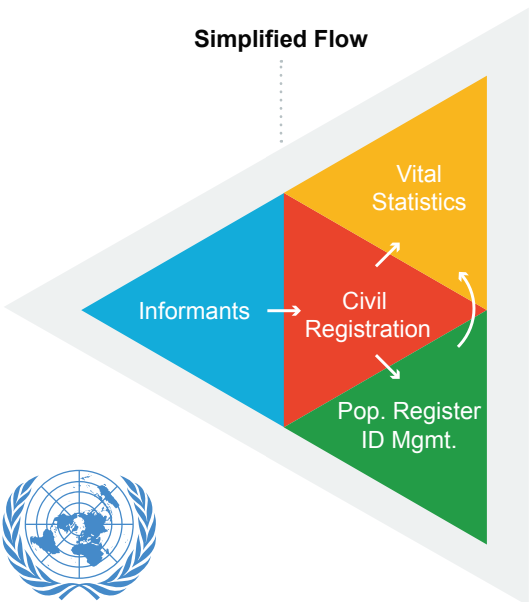 Simplified Flow
Vital
Statistics
Informants
Civil
Registration
Pop. Register
ID Mgmt.